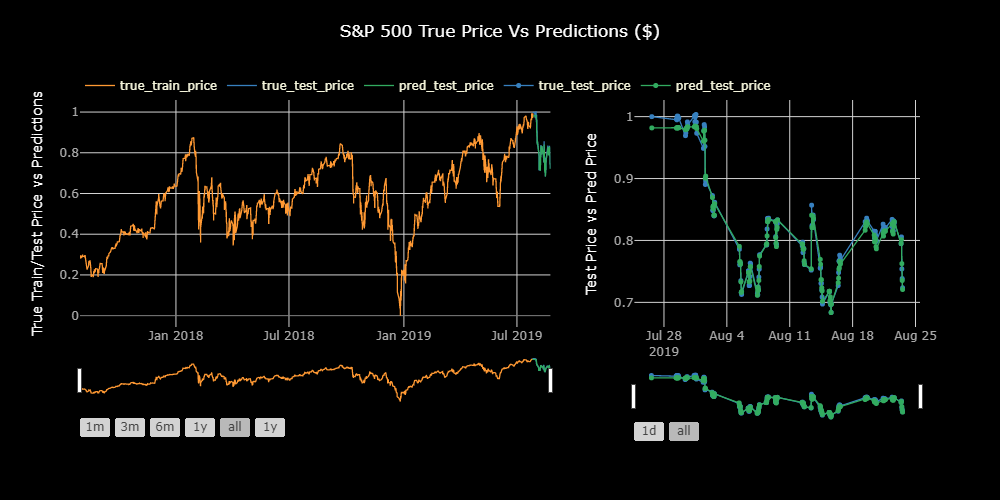 S&P 500 True Price Vs Predictions ($)
true_train_price true_test_price pred_test_price true_test_price pred_test_price
True Train/Test Price vs Predictions
1
0.8
0.6
0.4
0.2
0
Jan 2018 Jul 2018 Jan 2019 Jul 2019
1m 3m 6m 1y all 1y
Test Price vs Pred Price
1
0.9
0.8
0.7
Jul 28 Aug 4 Aug 11 Aug 18 Aug 25
2019
1d all